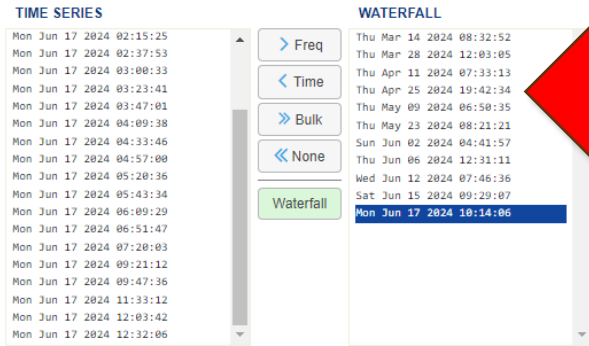 TIME SERIES
Mon Jun 17 2024 02:15:25
Mon Jun 17 2024 02:37:53
Mon Jun 17 2024 03:00:33
Mon Jun 17 2024 03:23:41
Mon Jun 17 2024 03:47:01
Mon Jun 17 2024 04:09:38
Mon Jun 17 2024 04:33:46
Mon Jun 17 2024 04:57:00
Mon Jun 17 2024 05:20:36
Mon Jun 17 2024 05:43:34
Mon Jun 17 2024 06:09:29
Mon Jun 17 2024 06:51:47
Mon Jun 17 2024 07:20:03
Mon Jun 17 2024 09:21:12
Mon Jun 17 2024 09:47:36
Mon Jun 17 2024 11:33:12
Mon Jun 17 2024 12:03:42
Mon Jun 17 2024 12:32:06
Freq
Time
Bulk
None
Waterfall
WATERFALL
Thu Mar 14 2024 08:32:52
Thu Mar 28 2024 12:03:05
Thu Apr 11 2024 07:33:13
Thu Apr 25 2024 19:42:34
Thu May 09 2024 06:50:35
Thu May 23 2024 08:21:21
Sun Jun 02 2024 04:41:57
Thu Jun 06 2024 12:31:11
Wed Jun 12 2024 07:46:36
Sat Jun 15 2024 09:29:07
Mon Jun 17 2024 10:14:06